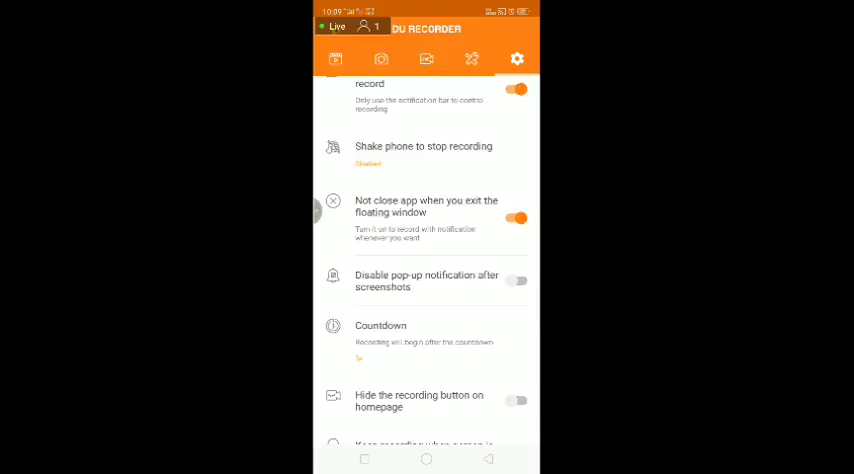 10:09
Live 1
DU RECORDER
record
Only use the notification bar to control
recording
Shake phone to stop recording
Disabled
Not close app when you exit the
floating window
Turn it on to record with notification
whenever you want
Disable pop-up notification after
screenshots
Countdown
Recording will begin after the countdown
Hide the recording button on
homepage